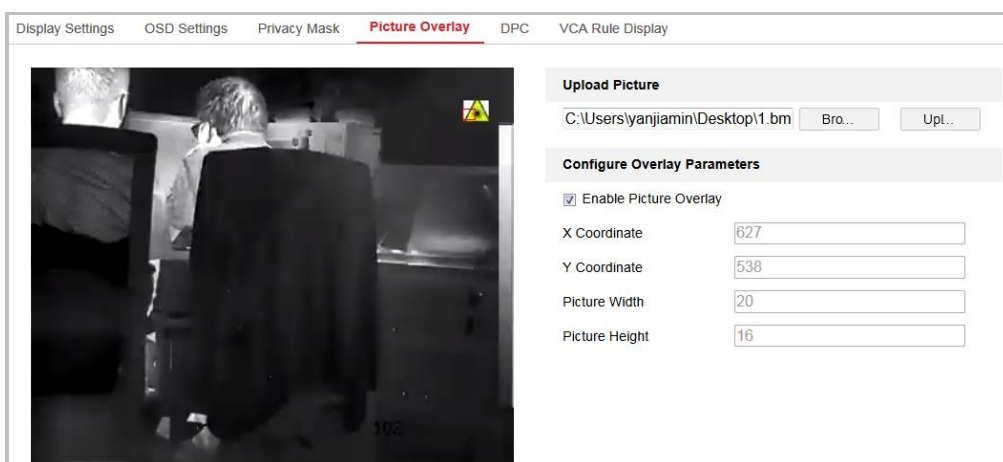 Display Settings OSD Settings Privacy Mask Picture Overlay DPC VCA Rule Display
Upload Picture
C:\Users\yanjiamin\Desktop\1.bm Bro... Upl...
Configure Overlay Parameters
Enable Picture Overlay
X Coordinate 627
Y Coordinate 538
Picture Width 20
Picture Height 16